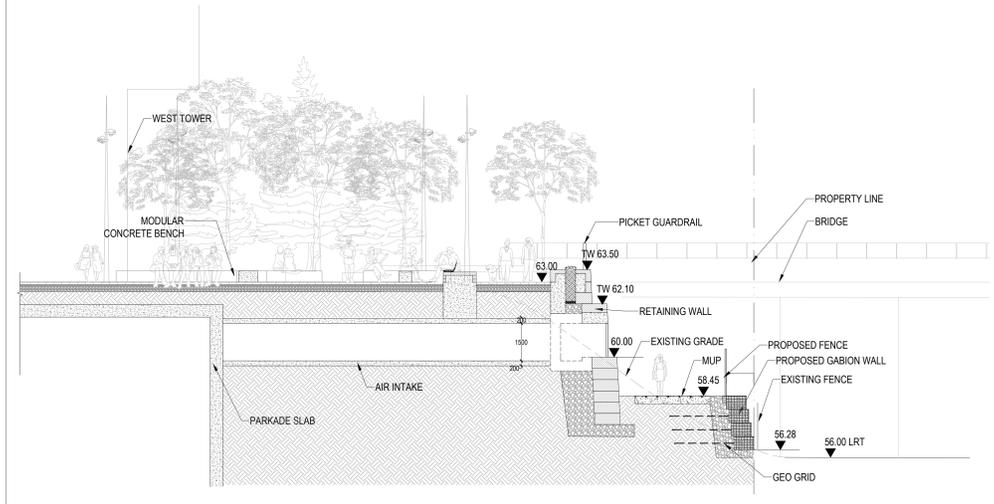 WEST TOWER
MODULAR
CONCRETE BENCH
PICKET GUARDRAIL
PROPERTY LINE
BRIDGE
63.00
TW 63.50
TW 62.10
RETAINING WALL
200
1500
200
60.00
EXISTING GRADE
MUP
58.45
PROPOSED FENCE
PROPOSED GABION WALL
EXISTING FENCE
AIR INTAKE
PARKADE SLAB
56.28
56.00 LRT
GEO GRID